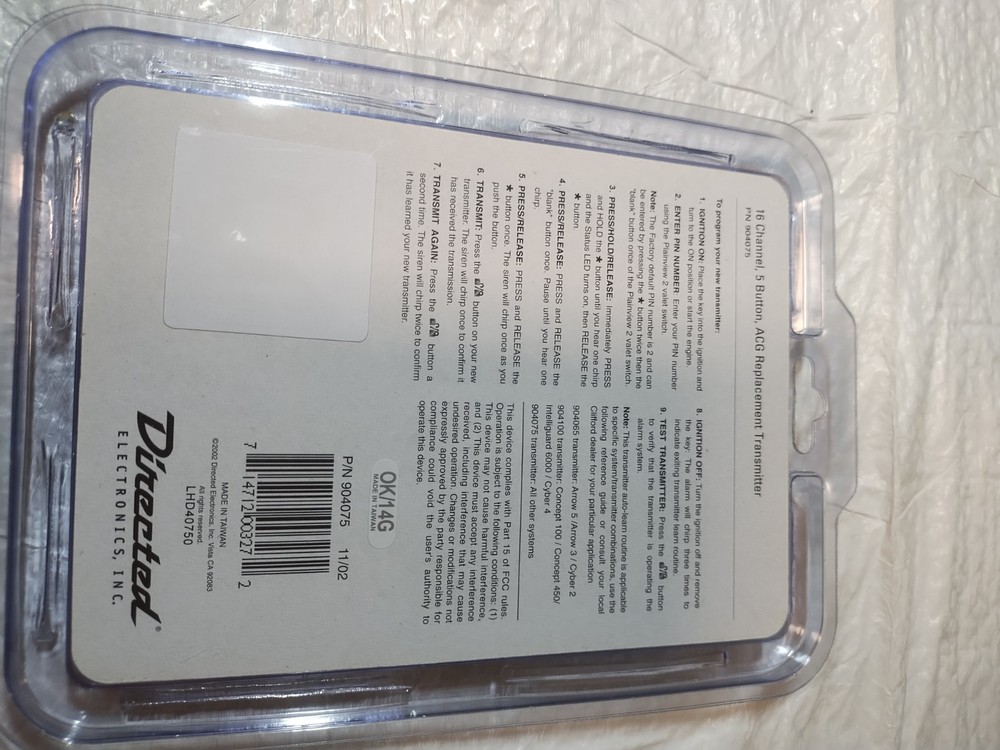 16 Channel, 5 Button, ACG Replacement Transmitter
P/N 904075
To program your new transmitter:
1. IGNITION ON: Place the key into the ignition and
turn to the ON position or start the engine.
2. ENTER PIN NUMBER: Enter your PIN number
using the Plainview 2 valet switch.
Note: The Factory default PIN number is 2 and can
be entered by pressing the ★ button twice then the
"blank" button once of the Plainview 2 valet switch.
3. PRESS/HOLD/RELEASE: Immediately PRESS
and HOLD the ★ button until you hear one chirp
and the Status LED turns on, then RELEASE the
★ button.
4. PRESS/RELEASE: PRESS and RELEASE the
"blank" button once. Pause until you hear one
chirp.
5. PRESS/RELEASE: PRESS and RELEASE the
★ button once. The siren will chirp once as you
push the button.
6. TRANSMIT: Press the button on your new
transmitter. The siren will chirp once to confirm it
has received the transmission.
7. TRANSMIT AGAIN: Press the button a
second time. The siren will chirp twice to confirm
it has learned your new transmitter.
8. IGNITION OFF: Turn the ignition off and remove
the key. The alarm will chirp three times to
indicate exiting transmitter learn routine.
9. TEST TRANSMITTER: Press the button
to verify that the transmitter is operating the
alarm system.
Note: This transmitter auto-learn routine is applicable
to specific system/transmitter combinations, use the
following reference guide or consult your local
Clifford dealer for your particular application
904065 transmitter: Arrow 5 /Arrow 3 / Cyber 2
904100 transmitter: Concept 100 / Concept 450/
Intelliguard 6000 / Cyber 4
904075 transmitter: All other systems
This device complies with Part 15 of FCC rules.
Operation is subject to the following conditions: (1)
This device may not cause harmful interference,
and (2) This device must accept any interference
received, including interference that may cause
undesired operation. Changes or modifications not
expressly approved by the party responsible for
compliance could void the user's authority to
operate this device.
OK/14G
MADE IN TAIWAN
P/N 904075 11/02
7 14712 00327 2
MADE IN TAIWAN
©2002 Directed Electronics, Inc. Vista CA 92083
All rights reserved.
LHD40750
Directed®
ELECTRONICS, INC.